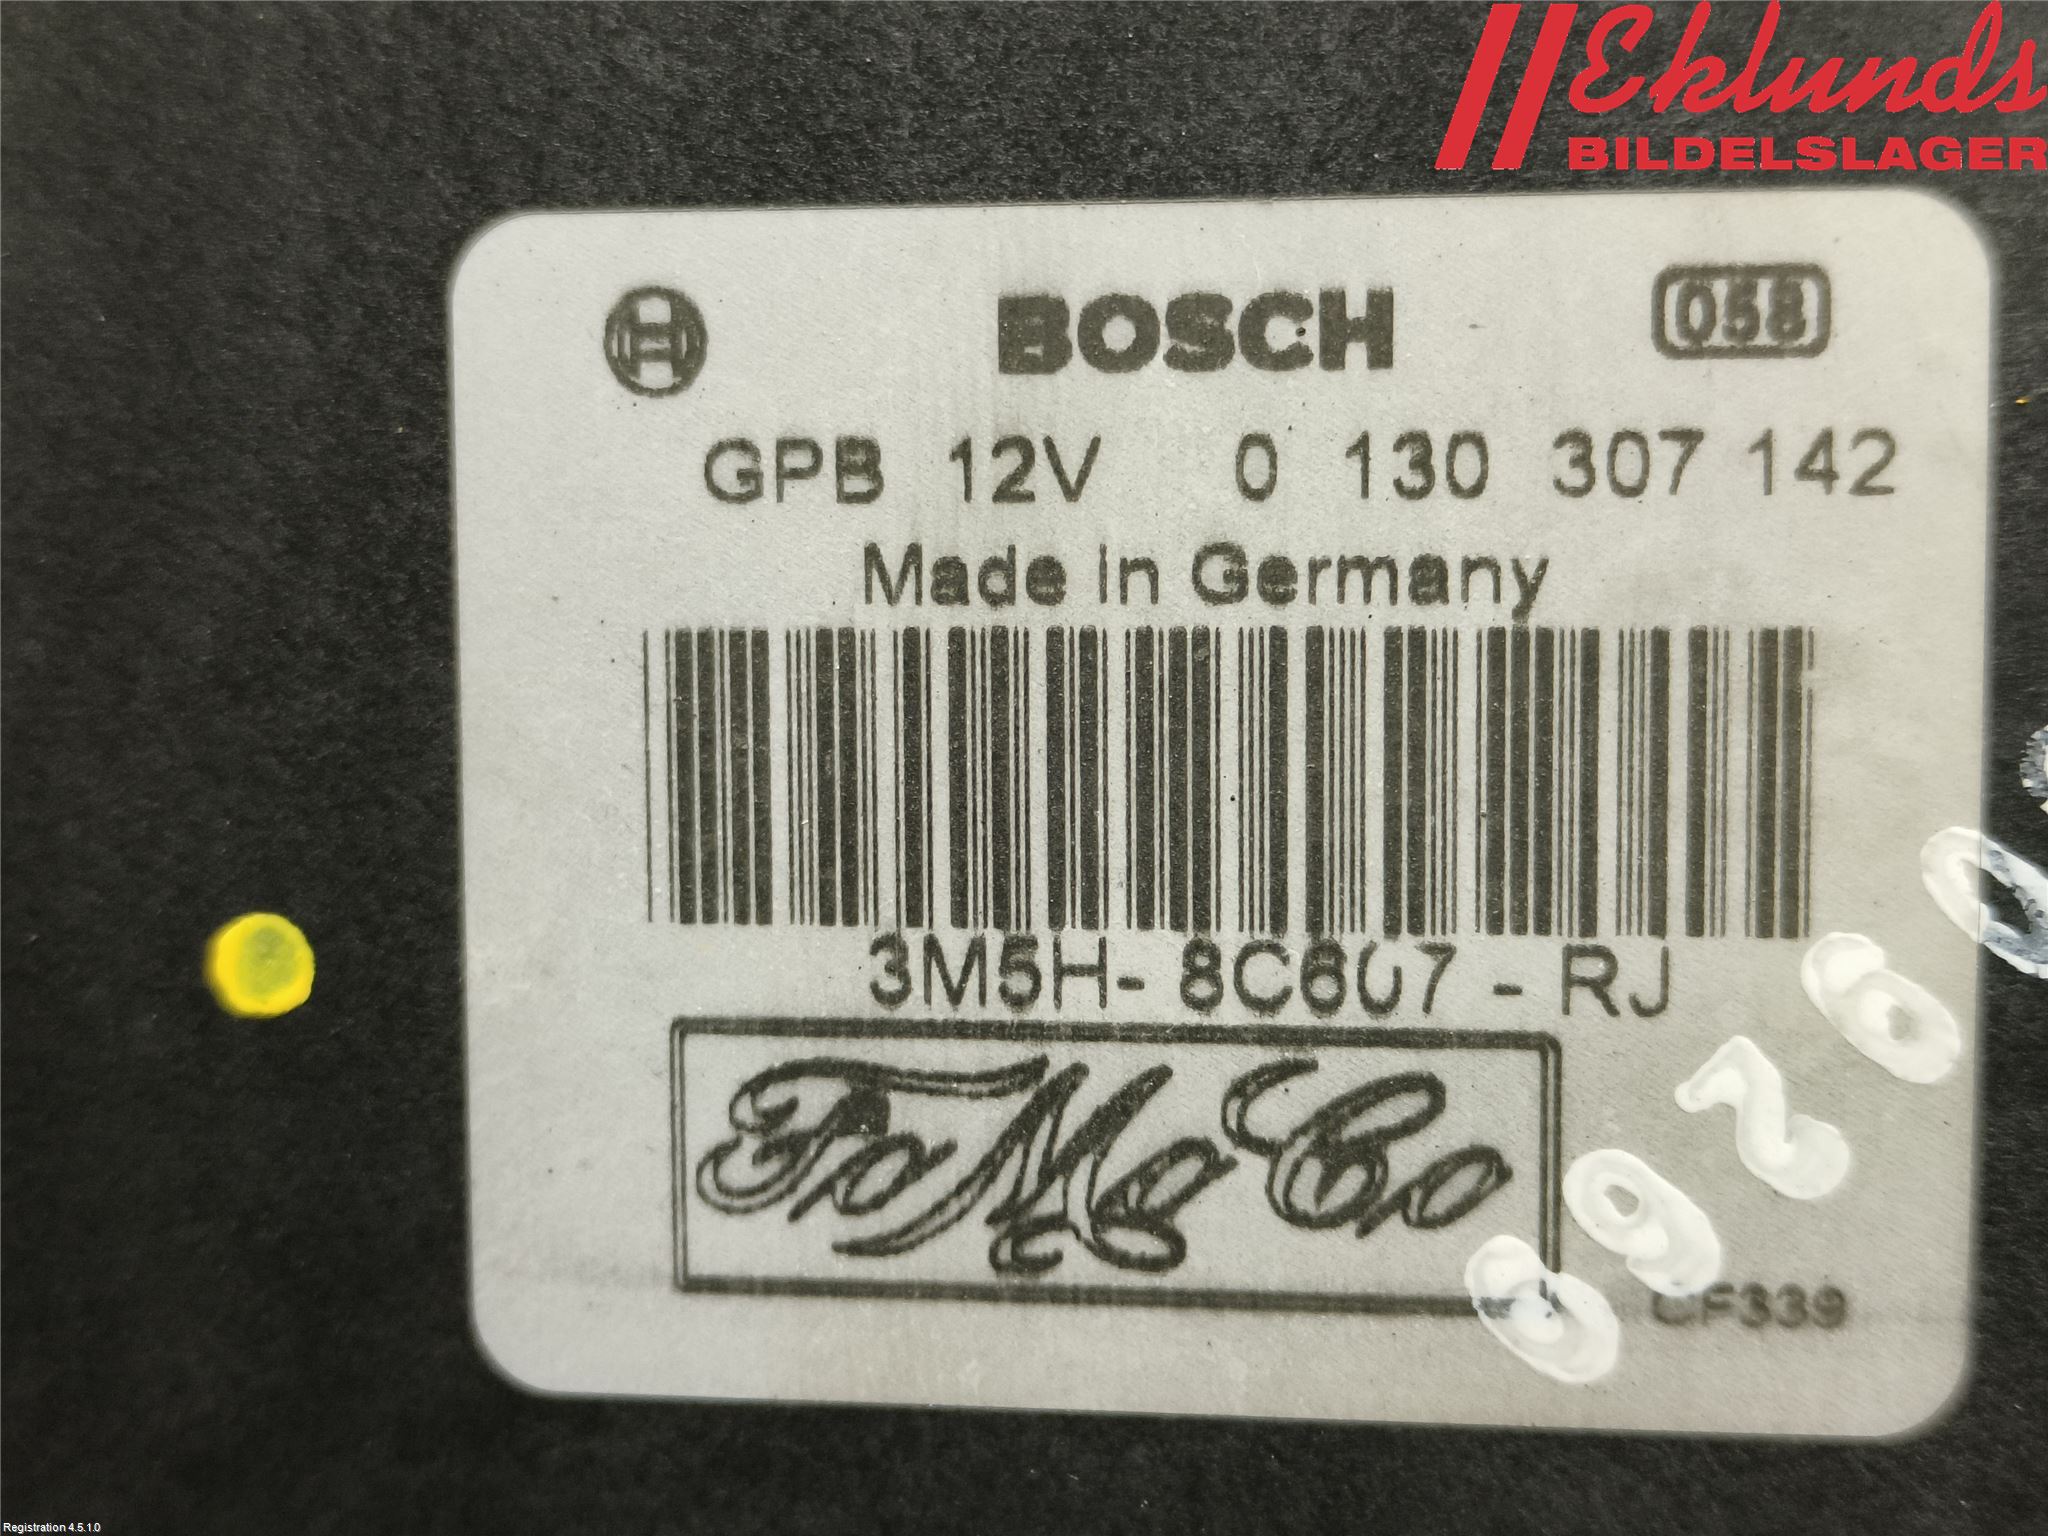 Eklunds
BILDELSLAGER
BOSCH
058
GPB 12V 0 130 307 142
Made In Germany
3M5H- 8C607 - RJ
FoMoCo
CF339
Registration 4.5.1.0